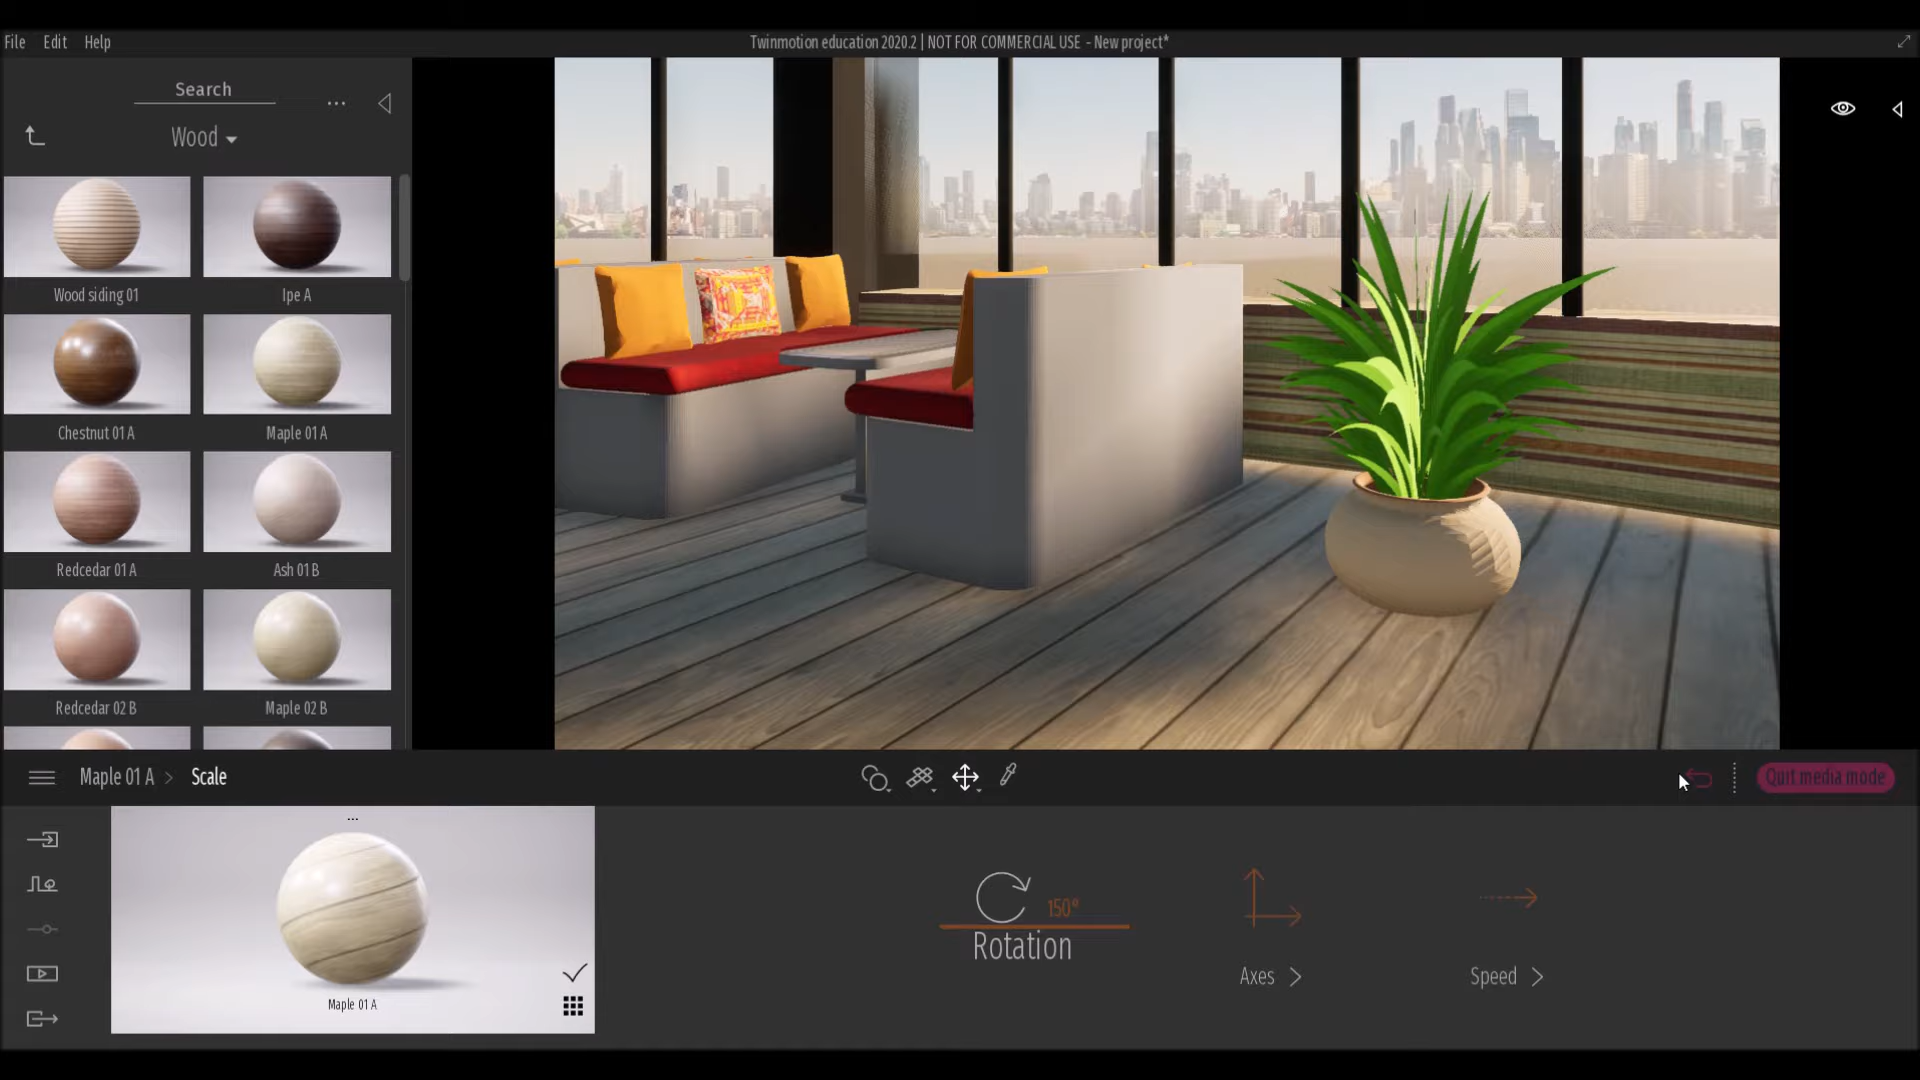 File Edit Help
Twinmotion education 2020.2 | NOT FOR COMMERCIAL USE - New project*
Search
...
Wood
Wood siding 01
Ipe A
Chestnut 01 A
Maple 01 A
Redcedar 01 A
Ash 01 B
Redcedar 02 B
Maple 02 B
Maple 01 A > Scale
Quit media mode
...
Maple 01 A
150°
Rotation
Axes >
Speed >